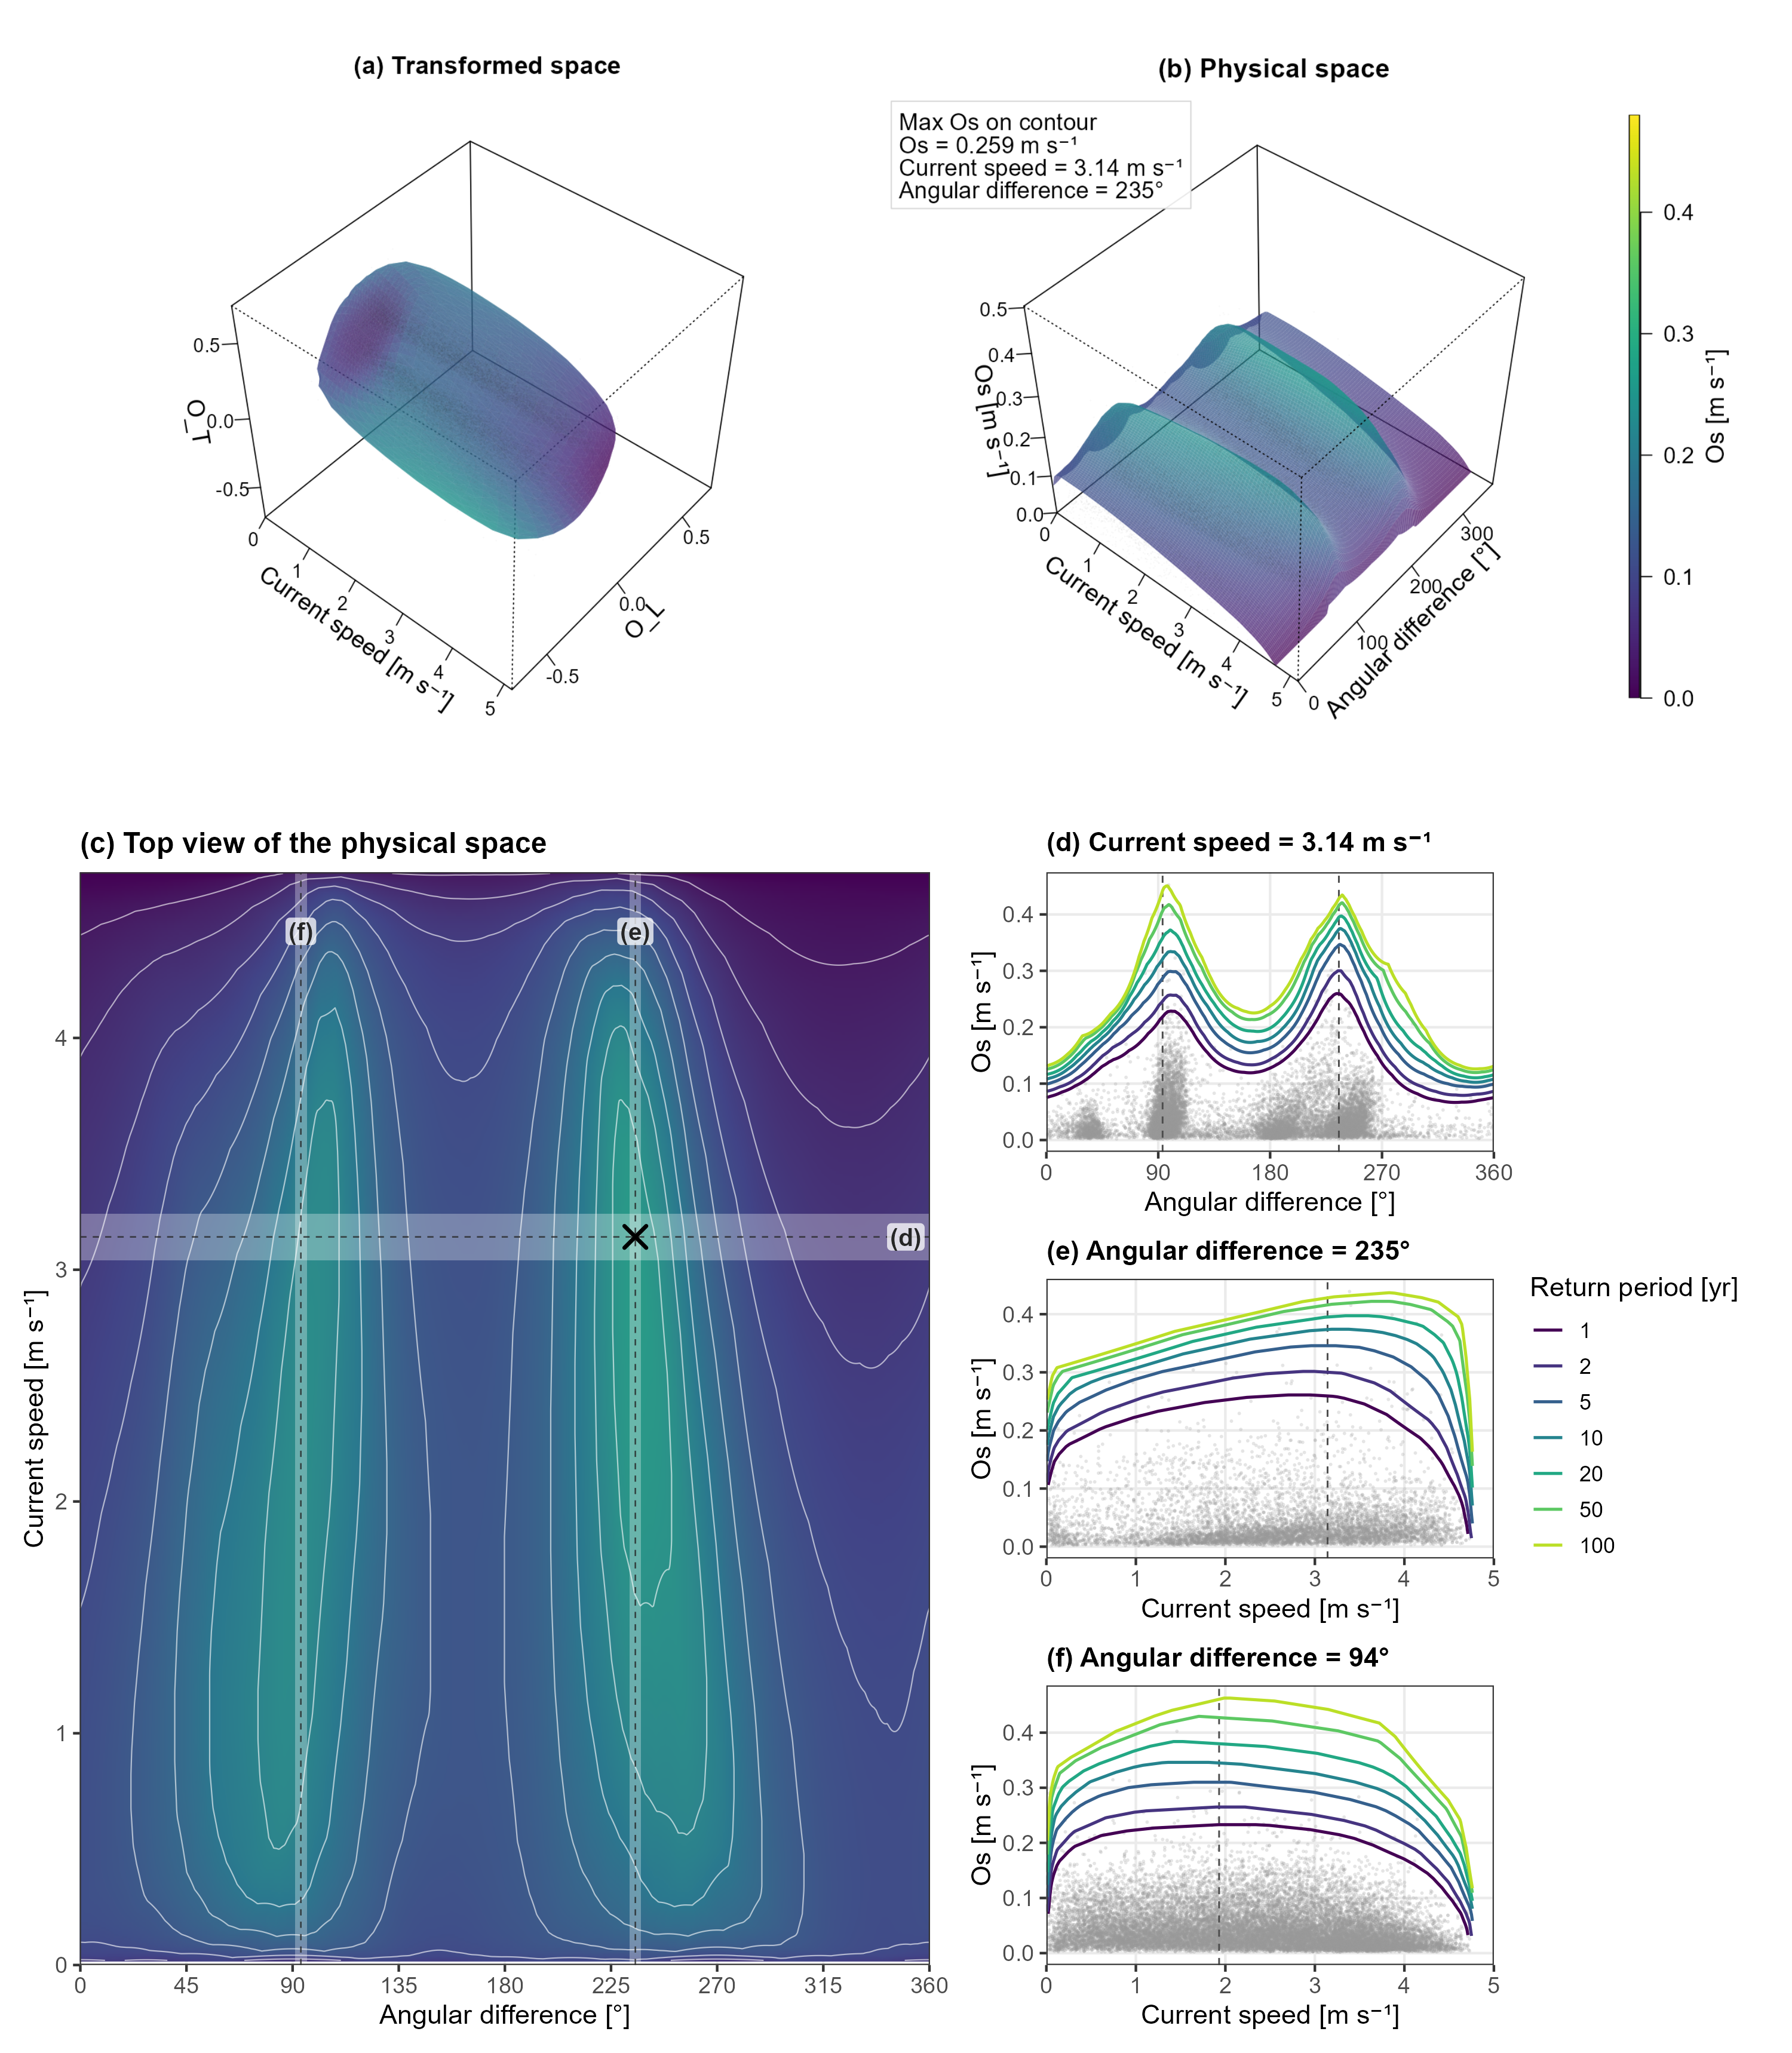 (a) Transformed space
0.5
0.0
-0.5
O_T
0
1
2
3
4
5
Current speed [m s⁻¹]
-0.5
0.0
0.5
O_L
(b) Physical space
Max Os on contour
Os = 0.259 m s⁻¹
Current speed = 3.14 m s⁻¹
Angular difference = 235°
0.5
0.4
0.3
0.2
0.1
0.0
Os [m s⁻¹]
0
1
2
3
4
5
Current speed [m s⁻¹]
0
100
200
300
Angular difference [°]
0.4
0.3
0.2
0.1
0.0
Os [m s⁻¹]
(c) Top view of the physical space
(f)
(e)
(d)
4
3
2
1
0
Current speed [m s⁻¹]
0 45 90 135 180 225 270 315 360
Angular difference [°]
(d) Current speed = 3.14 m s⁻¹
0.4
0.3
0.2
0.1
0.0
Os [m s⁻¹]
0 90 180 270 360
Angular difference [°]
(e) Angular difference = 235°
0.4
0.3
0.2
0.1
0.0
Os [m s⁻¹]
0 1 2 3 4 5
Current speed [m s⁻¹]
Return period [yr]
1
2
5
10
20
50
100
(f) Angular difference = 94°
0.4
0.3
0.2
0.1
0.0
Os [m s⁻¹]
0 1 2 3 4 5
Current speed [m s⁻¹]